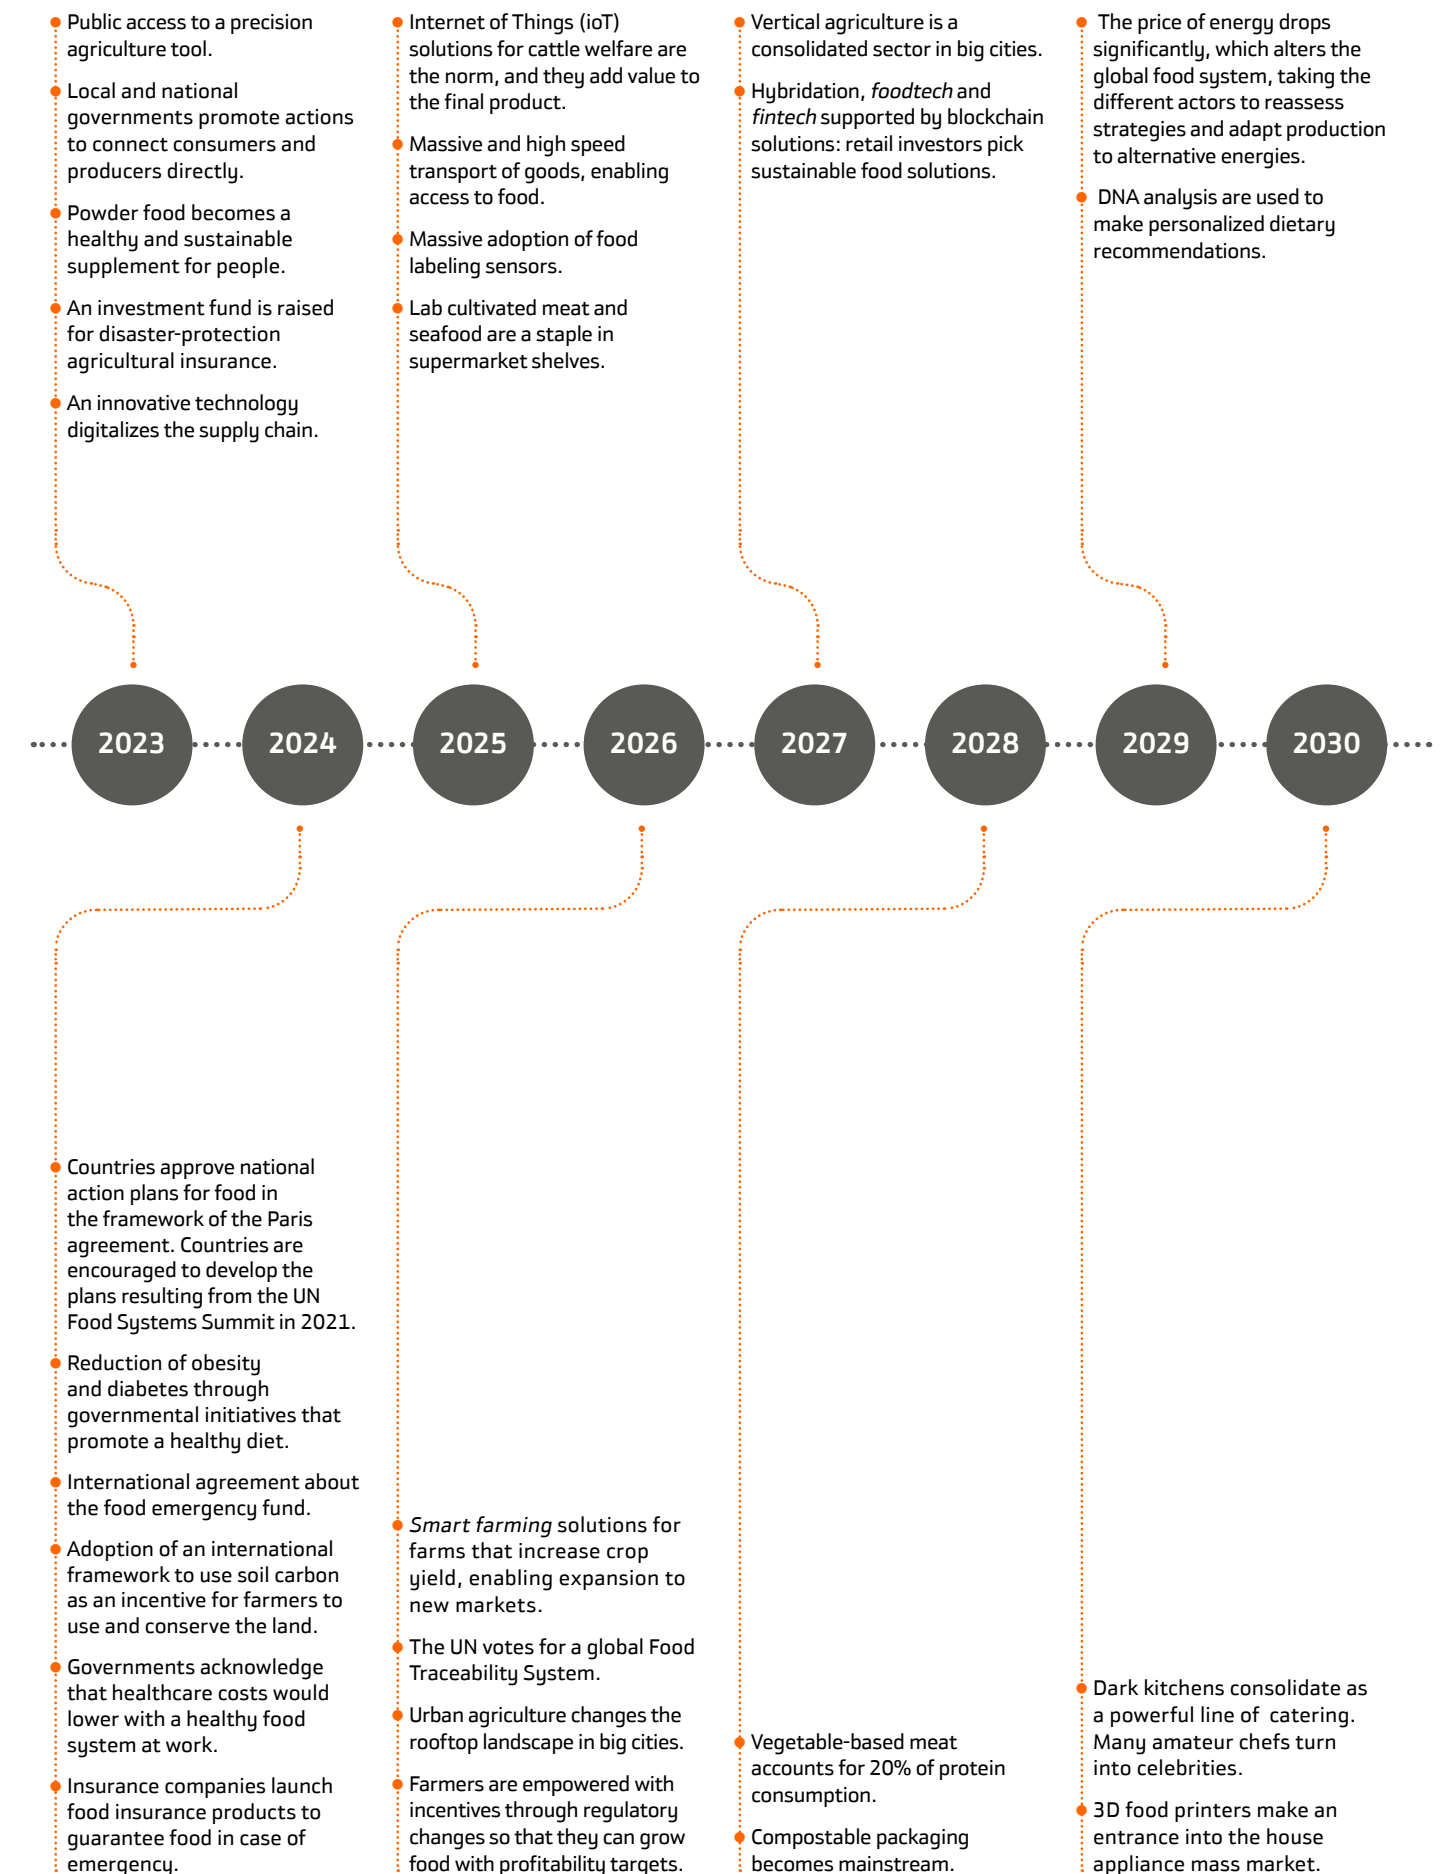 Public access to a precision
agriculture tool.
Local and national
governments promote actions
to connect consumers and
producers directly.
Powder food becomes a
healthy and sustainable
supplement for people.
An investment fund is raised
for disaster-protection
agricultural insurance.
An innovative technology
digitalizes the supply chain.
Internet of Things (ioT)
solutions for cattle welfare are
the norm, and they add value to
the final product.
Massive and high speed
transport of goods, enabling
access to food.
Massive adoption of food
labeling sensors.
Lab cultivated meat and
seafood are a staple in
supermarket shelves.
Vertical agriculture is a
consolidated sector in big cities.
Hybridation, foodtech and
fintech supported by blockchain
solutions: retail investors pick
sustainable food solutions.
The price of energy drops
significantly, which alters the
global food system, taking the
different actors to reassess
strategies and adapt production
to alternative energies.
DNA analysis are used to
make personalized dietary
recommendations.
2023
2024
2025
2026
2027
2028
2029
2030
Countries approve national
action plans for food in
the framework of the Paris
agreement. Countries are
encouraged to develop the
plans resulting from the UN
Food Systems Summit in 2021.
Reduction of obesity
and diabetes through
governmental initiatives that
promote a healthy diet.
International agreement about
the food emergency fund.
Adoption of an international
framework to use soil carbon
as an incentive for farmers to
use and conserve the land.
Governments acknowledge
that healthcare costs would
lower with a healthy food
system at work.
Insurance companies launch
food insurance products to
guarantee food in case of
emergency.
Smart farming solutions for
farms that increase crop
yield, enabling expansion to
new markets.
The UN votes for a global Food
Traceability System.
Urban agriculture changes the
rooftop landscape in big cities.
Farmers are empowered with
incentives through regulatory
changes so that they can grow
food with profitability targets.
Vegetable-based meat
accounts for 20% of protein
consumption.
Compostable packaging
becomes mainstream.
Dark kitchens consolidate as
a powerful line of catering.
Many amateur chefs turn
into celebrities.
3D food printers make an
entrance into the house
appliance mass market.